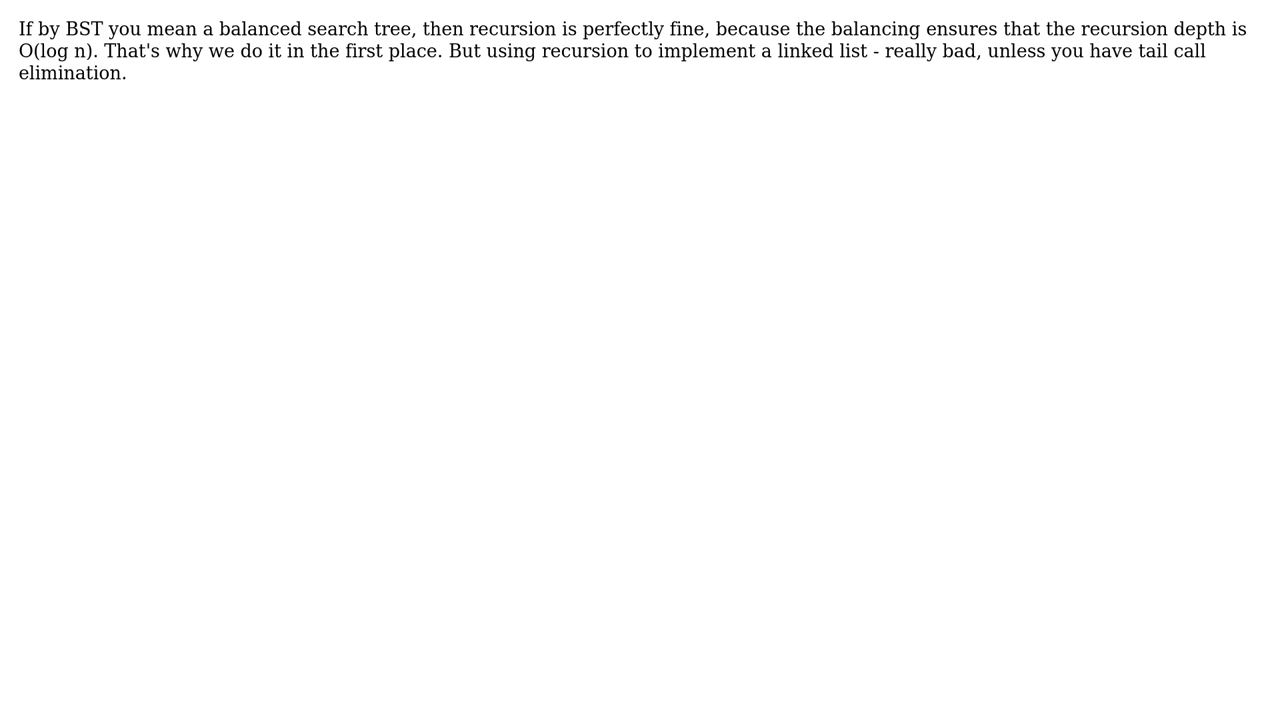 If by BST you mean a balanced search tree, then recursion is perfectly fine, because the balancing ensures that the recursion depth is
O(log n). That's why we do it in the first place. But using recursion to implement a linked list - really bad, unless you have tail call
elimination.